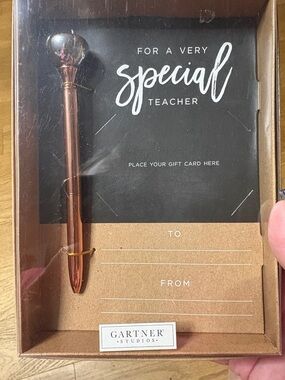 FOR A VERY
special
TEACHER
PLACE YOUR GIFT CARD HERE
TO
FROM
GARTNER
•STUDIOS•